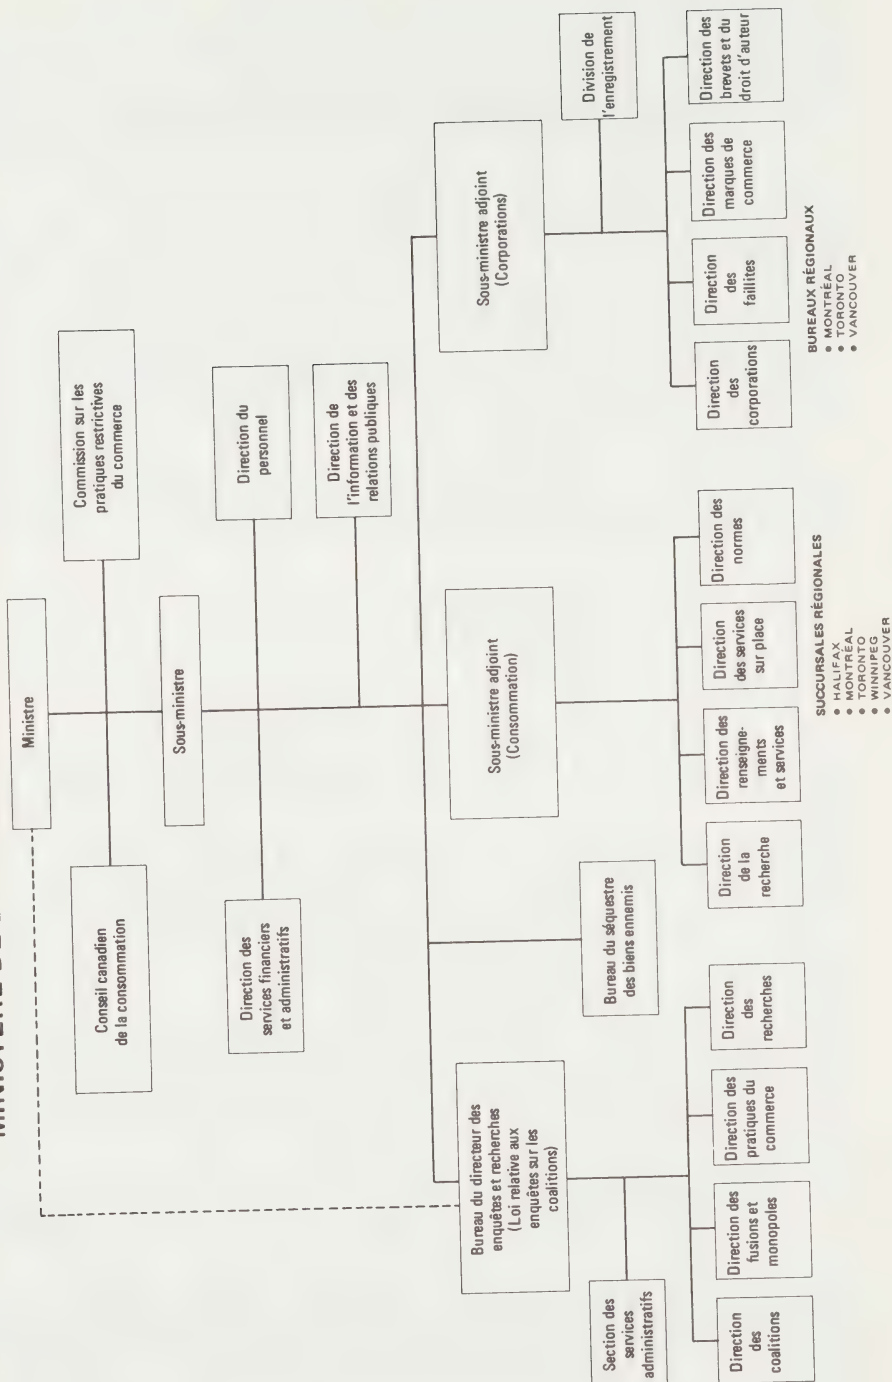 Ministre
Conseil canadien
de la consommation
Commission sur les
pratiques restrictives
du commerce
Sous-ministre
Direction des
services financiers
et administratifs
Direction du
personnel
Direction de
l'information et des
relations publiques
Bureau du directeur des
enquêtes et recherches
(Loi relative aux
enquêtes sur les
coalitions)
Bureau du séquestre
des biens ennemis
Sous-ministre adjoint
(Consommation)
Sous-ministre adjoint
(Corporations)
Section des
services
administratifs
Division de
l'enregistrement
Direction
des
coalitions
Direction des
fusions et
monopoles
Direction des
pratiques du
commerce
Direction
des
recherches
Direction
de la
recherche
Direction des
renseigne-
ments
et services
Direction
des services
sur place
Direction des
normes
Direction
des
corporations
Direction
des
faillites
Direction des
marques de
commerce
Direction des
brevets et du
droit d'auteur
SUCCURSALES RÉGIONALES
• HALIFAX
• MONTRÉAL
• TORONTO
• WINNIPEG
• VANCOUVER
BUREAUX RÉGIONAUX
• MONTRÉAL
• TORONTO
• VANCOUVER